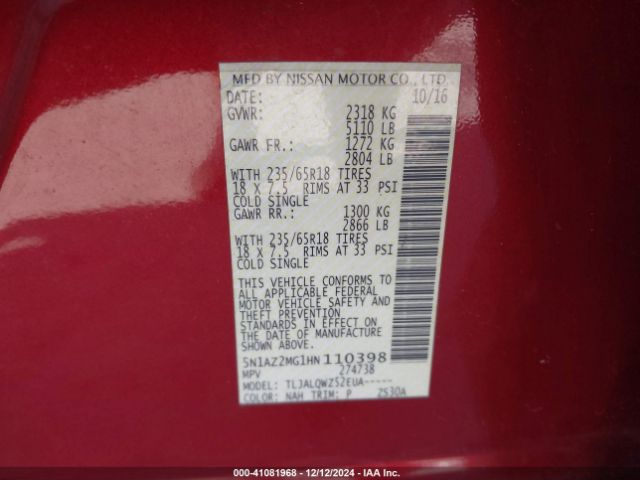 MFD BY NISSAN MOTOR CO., LTD.
DATE: 10/16
GVWR: 2318 KG
5110 LB
GAWR FR.: 1272 KG
2804 LB
WITH 235/65R18 TIRES
18 X 7.5 RIMS AT 33 PSI
COLD SINGLE
GAWR RR.: 1300 KG
2866 LB
WITH 235/65R18 TIRES
18 X 7.5 RIMS AT 33 PSI
COLD SINGLE
THIS VEHICLE CONFORMS TO
ALL APPLICABLE FEDERAL
MOTOR VEHICLE SAFETY AND
THEFT PREVENTION
STANDARDS IN EFFECT ON
THE DATE OF MANUFACTURE
SHOWN ABOVE.
5N1AZ2MG1HN110398
MPV 274738
MODEL: TLJALQWZ52EUA-----
COLOR: NAH TRIM: P ZS30A
000-41081968 - 12/12/2024 - IAA Inc.